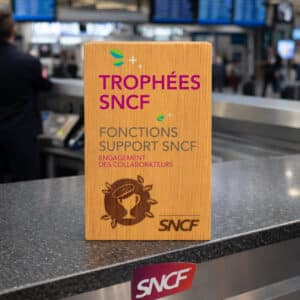 TROPHÉES
SNCF
FONCTIONS
SUPPORT SNCF
ENGAGEMENT
DES COLLABORATEURS
SNCF
SNCF